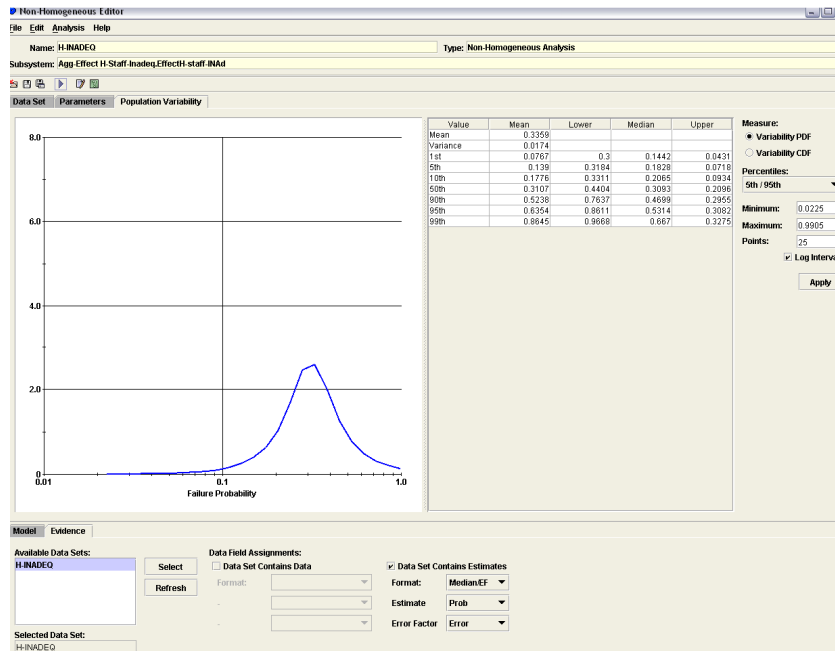 Non-Homogeneous Editor
File Edit Analysis Help
Name: H-INADEQ Type: Non-Homogeneous Analysis
Subsystem: Agg-Effect H-Staff-Inadeq.EffectH-staff-INAd
Data Set Parameters Population Variability
Value Mean Lower Median Upper
Mean 0.3359
Variance 0.0174
1st 0.0767 0.3 0.1442 0.0431
5th 0.139 0.3184 0.1828 0.0718
10th 0.1776 0.3311 0.2065 0.0934
50th 0.3107 0.4404 0.3093 0.2096
90th 0.5238 0.7637 0.4699 0.2955
95th 0.6354 0.8611 0.5314 0.3082
99th 0.8645 0.9668 0.667 0.3275
Measure:
Variability PDF
Variability CDF
Percentiles:
5th / 95th
Minimum: 0.0225
Maximum: 0.9905
Points: 25
Log Interva
Apply
8.0
6.0
4.0
2.0
0
0.01 0.1 1.0
Failure Probability
Model Evidence
Available Data Sets:
H-INADEQ
Select
Refresh
Selected Data Set:
H-INADEQ
Data Field Assignments:
Data Set Contains Data
Format:
Data Set Contains Estimates
Format: Median/EF
Estimate Prob
Error Factor Error